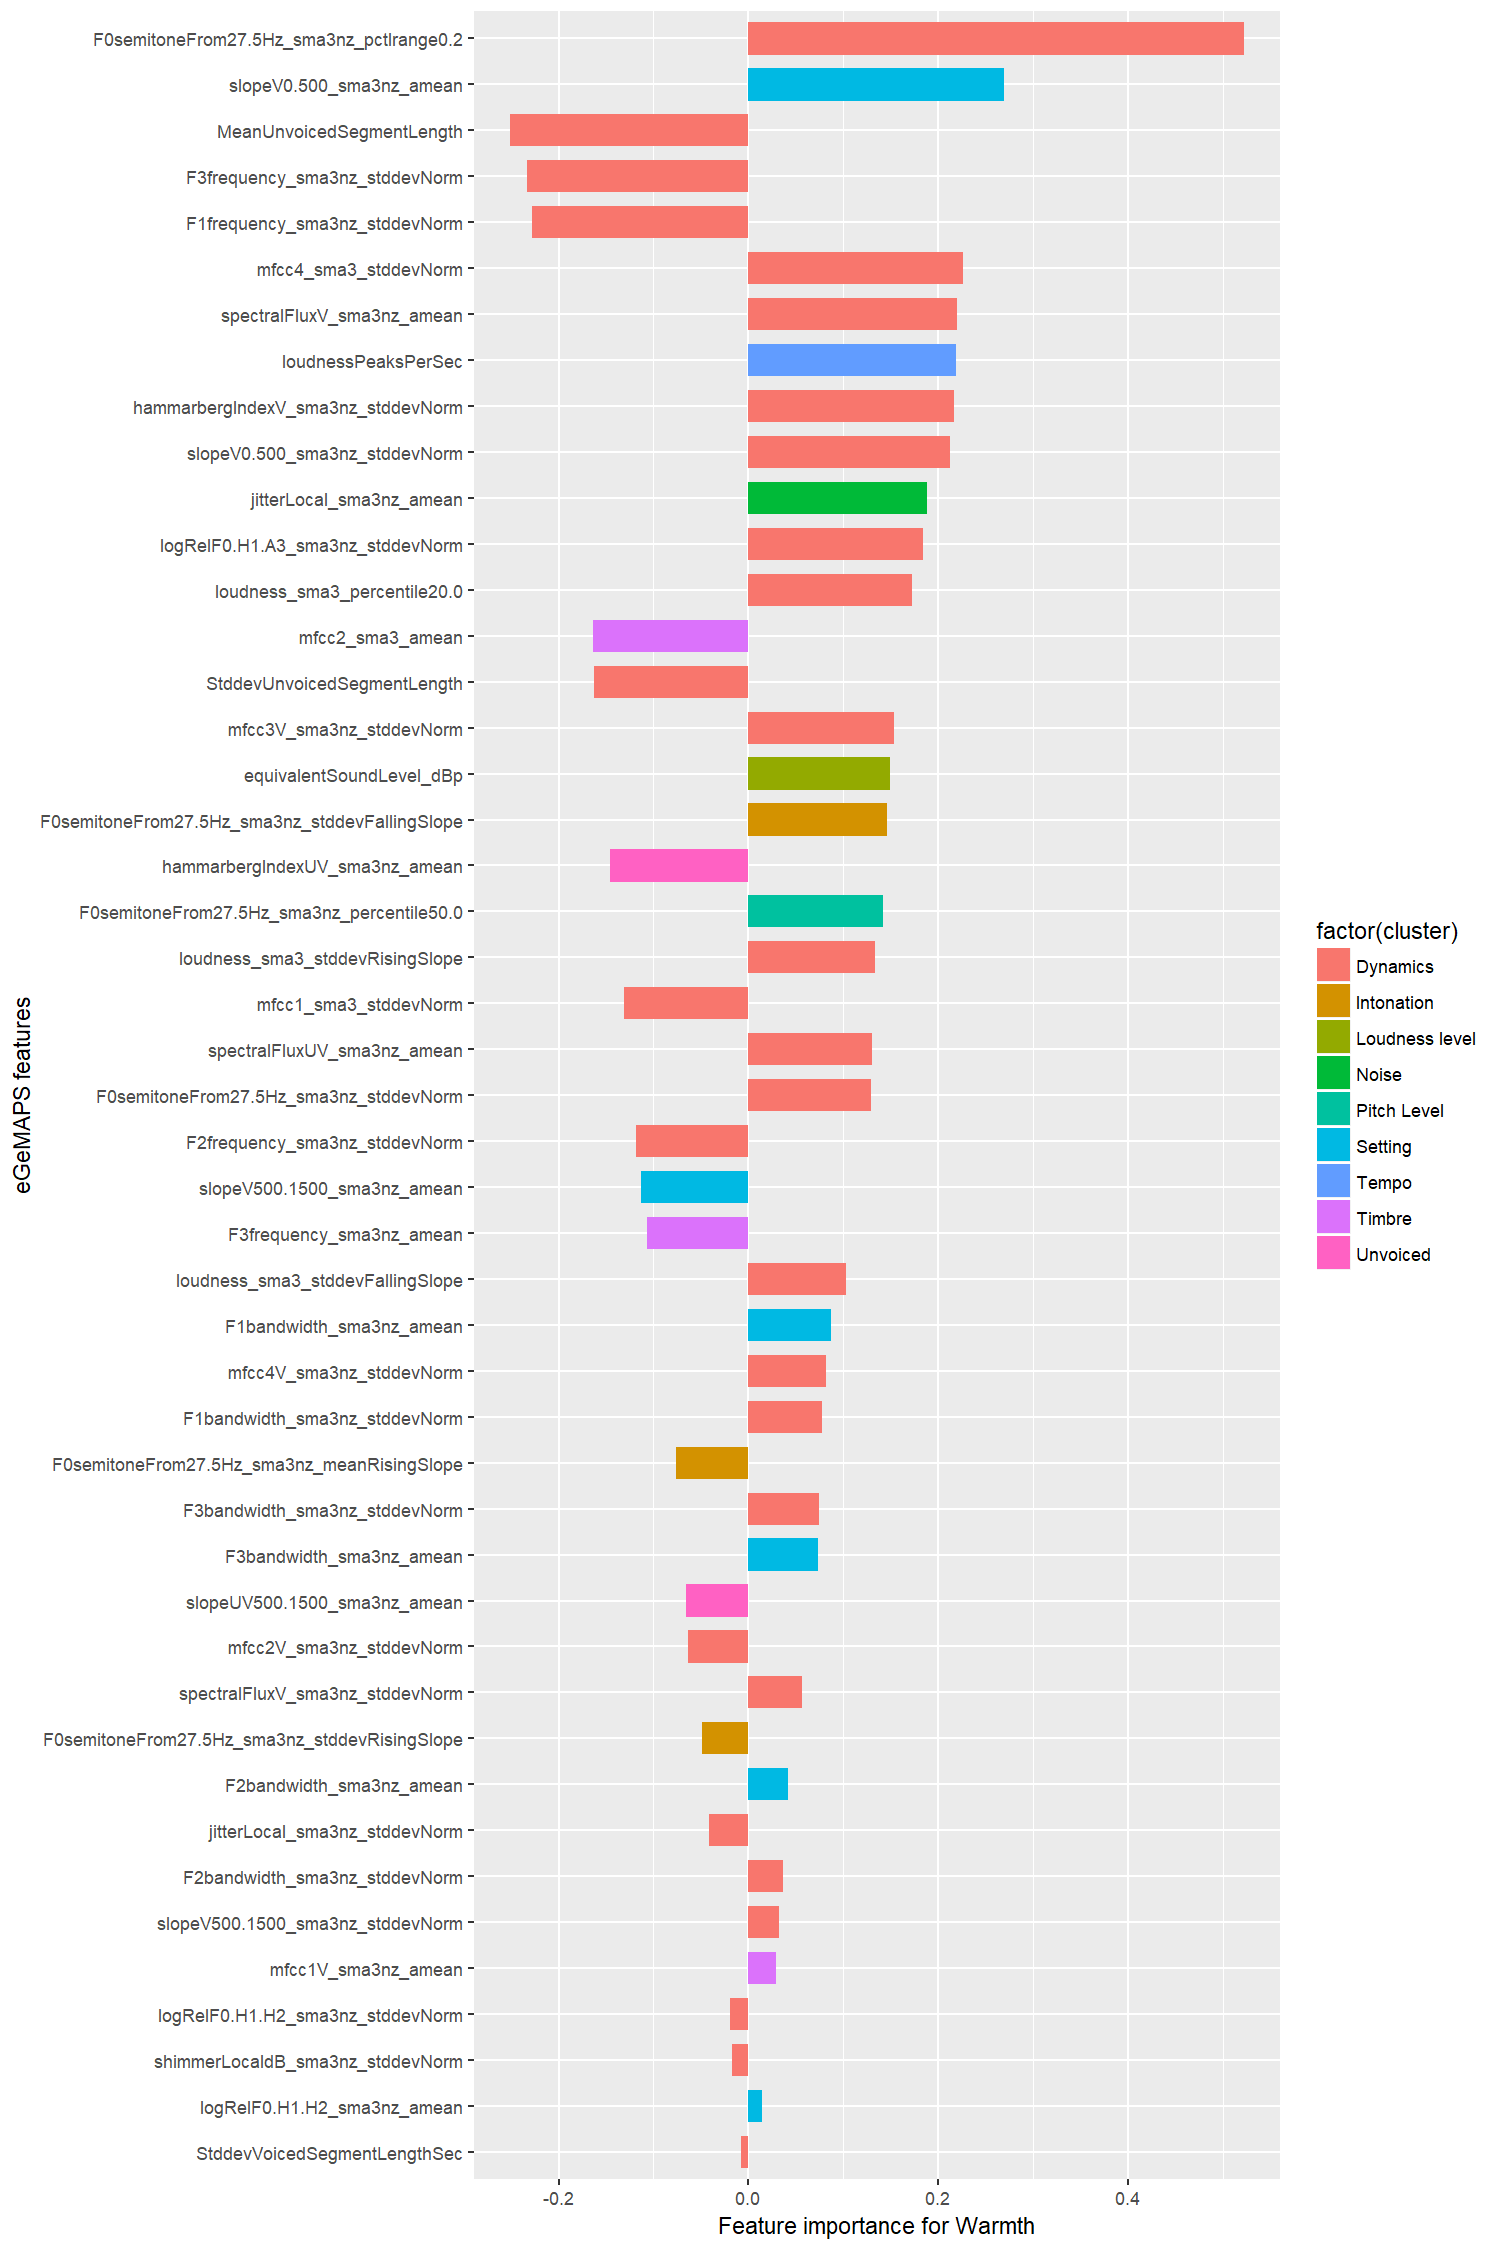 F0semitoneFrom27.5Hz_sma3nz_pctlrange0.2
slopeV0.500_sma3nz_amean
MeanUnvoicedSegmentLength
F3frequency_sma3nz_stddevNorm
F1frequency_sma3nz_stddevNorm
mfcc4_sma3_stddevNorm
spectralFluxV_sma3nz_amean
loudnessPeaksPerSec
hammarbergIndexV_sma3nz_stddevNorm
slopeV0.500_sma3nz_stddevNorm
jitterLocal_sma3nz_amean
logRelF0.H1.A3_sma3nz_stddevNorm
loudness_sma3_percentile20.0
mfcc2_sma3_amean
StddevUnvoicedSegmentLength
mfcc3V_sma3nz_stddevNorm
equivalentSoundLevel_dBp
F0semitoneFrom27.5Hz_sma3nz_stddevFallingSlope
hammarbergIndexUV_sma3nz_amean
F0semitoneFrom27.5Hz_sma3nz_percentile50.0
loudness_sma3_stddevRisingSlope
mfcc1_sma3_stddevNorm
spectralFluxUV_sma3nz_amean
F0semitoneFrom27.5Hz_sma3nz_stddevNorm
F2frequency_sma3nz_stddevNorm
slopeV500.1500_sma3nz_amean
F3frequency_sma3nz_amean
loudness_sma3_stddevFallingSlope
F1bandwidth_sma3nz_amean
mfcc4V_sma3nz_stddevNorm
F1bandwidth_sma3nz_stddevNorm
F0semitoneFrom27.5Hz_sma3nz_meanRisingSlope
F3bandwidth_sma3nz_stddevNorm
F3bandwidth_sma3nz_amean
slopeUV500.1500_sma3nz_amean
mfcc2V_sma3nz_stddevNorm
spectralFluxV_sma3nz_stddevNorm
F0semitoneFrom27.5Hz_sma3nz_stddevRisingSlope
F2bandwidth_sma3nz_amean
jitterLocal_sma3nz_stddevNorm
F2bandwidth_sma3nz_stddevNorm
slopeV500.1500_sma3nz_stddevNorm
mfcc1V_sma3nz_amean
logRelF0.H1.H2_sma3nz_stddevNorm
shimmerLocaldB_sma3nz_stddevNorm
logRelF0.H1.H2_sma3nz_amean
StddevVoicedSegmentLengthSec
eGeMAPS features
-0.2 0.0 0.2 0.4
Feature importance for Warmth
factor(cluster)
Dynamics
Intonation
Loudness level
Noise
Pitch Level
Setting
Tempo
Timbre
Unvoiced